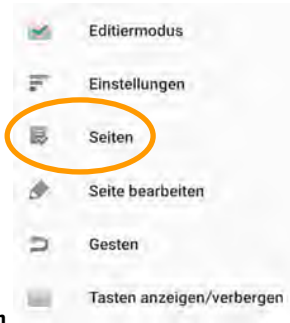 Editiermodus
Einstellungen
Seiten
Seite bearbeiten
Gesten
Tasten anzeigen/verbergen